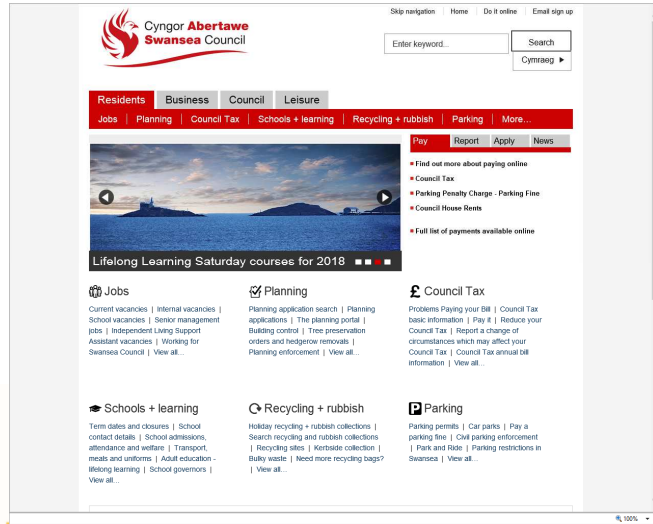 Skip navigation Home Do it online Email sign up
Cyngor Abertawe
Swansea Council
Enter keyword... Search
Cymraeg ▶
Residents Business Council Leisure
Jobs | Planning | Council Tax | Schools + learning | Recycling + rubbish | Parking | More...
Pay Report Apply News
Find out more about paying online
Council Tax
Parking Penalty Charge - Parking Fine
Council House Rents
Full list of payments available online
Lifelong Learning Saturday courses for 2018
Jobs
Current vacancies | Internal vacancies |
School vacancies | Senior management
jobs | Independent Living Support
Assistant vacancies | Working for
Swansea Council | View all...
Planning
Planning application search | Planning
applications | The planning portal |
Building control | Tree preservation
orders and hedgerow removals |
Planning enforcement | View all...
£ Council Tax
Problems Paying your Bill | Council Tax
basic information | Pay it | Reduce your
Council Tax | Report a change of
circumstances which may affect your
Council Tax | Council Tax annual bill
information | View all...
Schools + learning
Term dates and closures | School
contact details | School admissions,
attendance and welfare | Transport,
meals and uniforms | Adult education -
lifelong learning | School governors |
View all...
Recycling + rubbish
Holiday recycling + rubbish collections |
Search recycling and rubbish collections
| Recycling sites | Kerbside collection |
Bulky waste | Need more recycling bags?
| View all...
P Parking
Parking permits | Car parks | Pay a
parking fine | Civil parking enforcement
| Park and Ride | Parking restrictions in
Swansea | View all...
100%